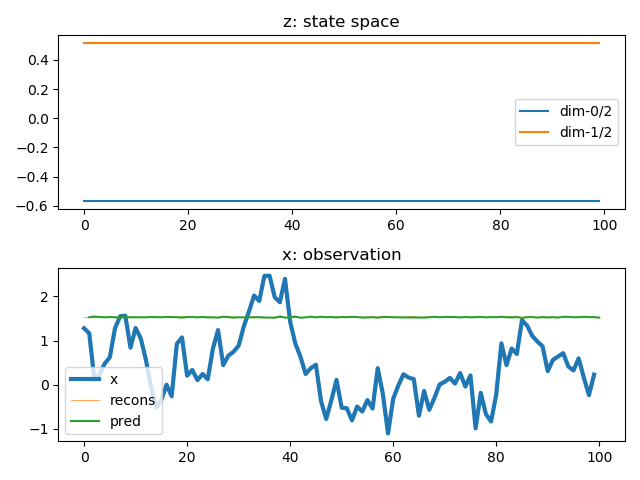 z: state space
0.4
0.2
0.0
−0.2
−0.4
−0.6
dim-0/2
dim-1/2
0 20 40 60 80 100
x: observation
2
1
0
−1
x
recons
pred
0 20 40 60 80 100